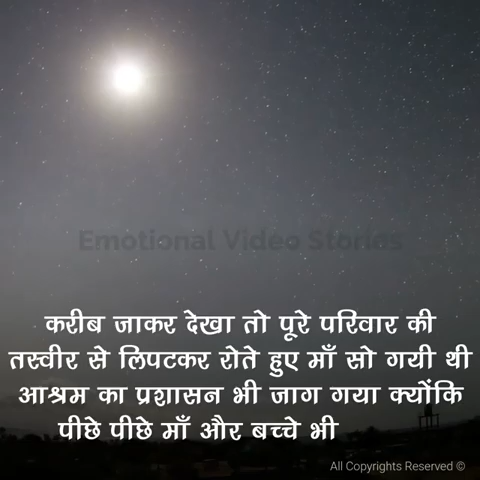 Emotional Video Stories
करीब जाकर देखा तो पूरे परिवार की
तस्वीर से लिपटकर रोते हुए माँ सो गयी थी
आश्रम का प्रशासन भी जाग गया क्योंकि
पीछे पीछे माँ और बच्चे भी
All Copyrights Reserved ©